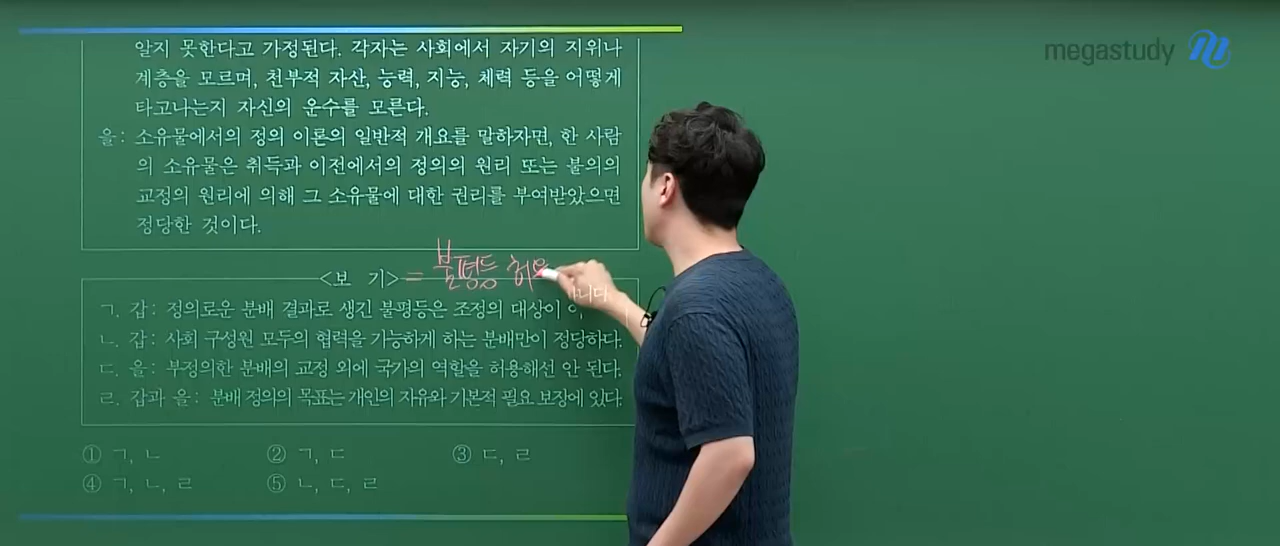 megastudy
알지 못한다고 가정된다. 각자는 사회에서 자기의 지위나
계층을 모르며, 천부적 자산, 능력, 지능, 체력 등을 어떻게
타고나는지 자신의 운수를 모른다.
을: 소유물에서의 정의 이론의 일반적 개요를 말하자면, 한 사람
의 소유물은 취득과 이전에서의 정의의 원리 또는 불의의
교정의 원리에 의해 그 소유물에 대한 권리를 부여받았으면
정당한 것이다.
<보 기> = 불평등 허용
ㄱ. 갑: 정의로운 분배 결과로 생긴 불평등은 조정의 대상이 아니다.
ㄴ. 갑: 사회 구성원 모두의 협력을 가능하게 하는 분배만이 정당하다.
ㄷ. 을: 부정의한 분배의 교정 외에 국가의 역할을 허용해선 안 된다.
ㄹ. 갑과 을: 분배 정의의 목표는 개인의 자유와 기본적 필요 보장에 있다.
① ㄱ, ㄴ ② ㄱ, ㄷ ③ ㄷ, ㄹ
④ ㄱ, ㄴ, ㄹ ⑤ ㄴ, ㄷ, ㄹ